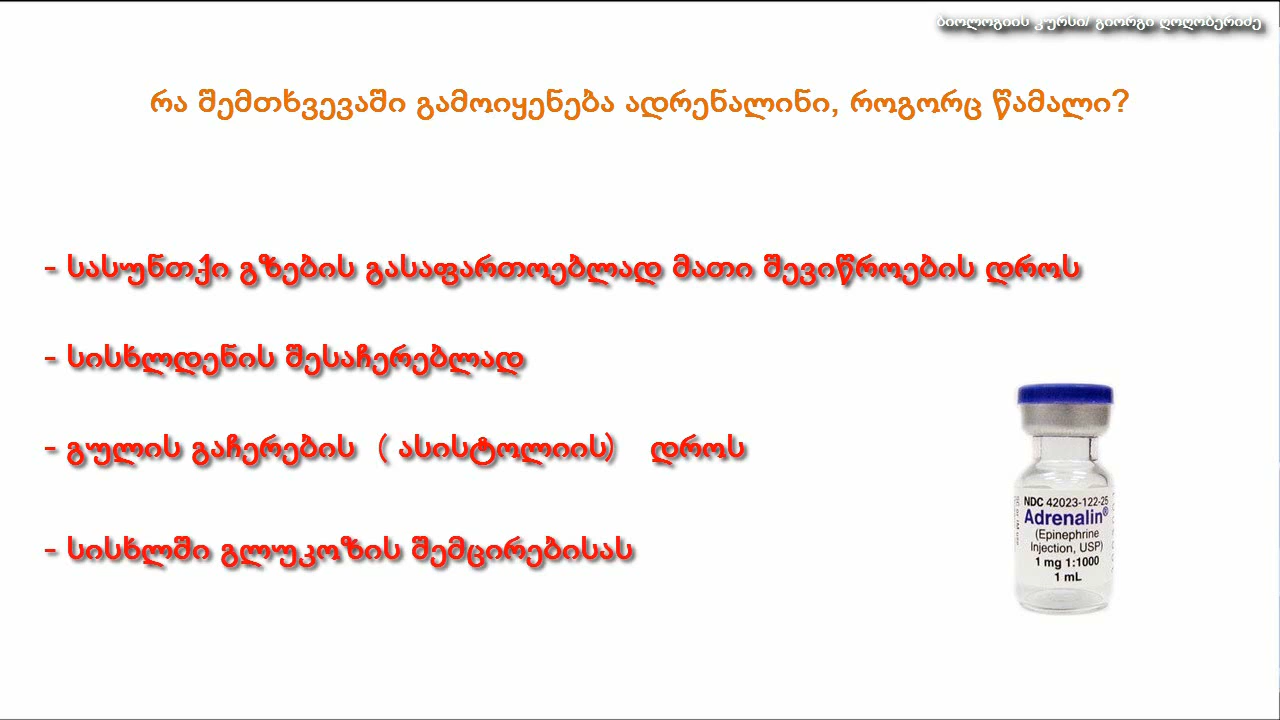 ბიოლოგიის კურსი/ გიორგი ღოღობერიძე
რა შემთხვევაში გამოიყენება ადრენალინი, როგორც წამალი?
- სასუნთქი გზების გასაფართოებლად მათი შევიწროების დროს
- სისხლდენის შესაჩერებლად
- გულის გაჩერების ( ასისტოლიის) დროს
- სისხლში გლუკოზის შემცირებისას
NDC 42023-122-25
Adrenalin®
(Epinephrine
Injection, USP)
1 mg 1:1000
1 mL